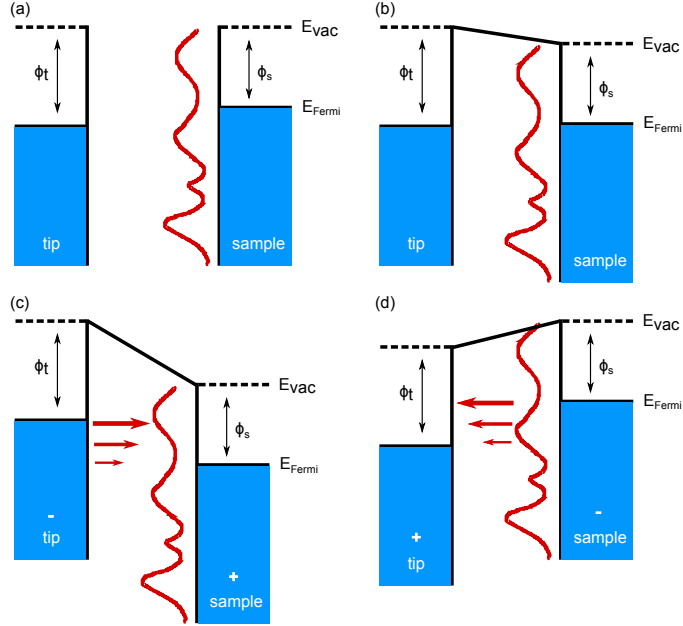 (a)
ϕt
Evac
ϕs
EFermi
tip
sample
(b)
ϕt
Evac
ϕs
EFermi
tip
sample
(c)
ϕt
Evac
ϕs
EFermi
-
tip
+
sample
(d)
ϕt
Evac
ϕs
EFermi
+
tip
-
sample